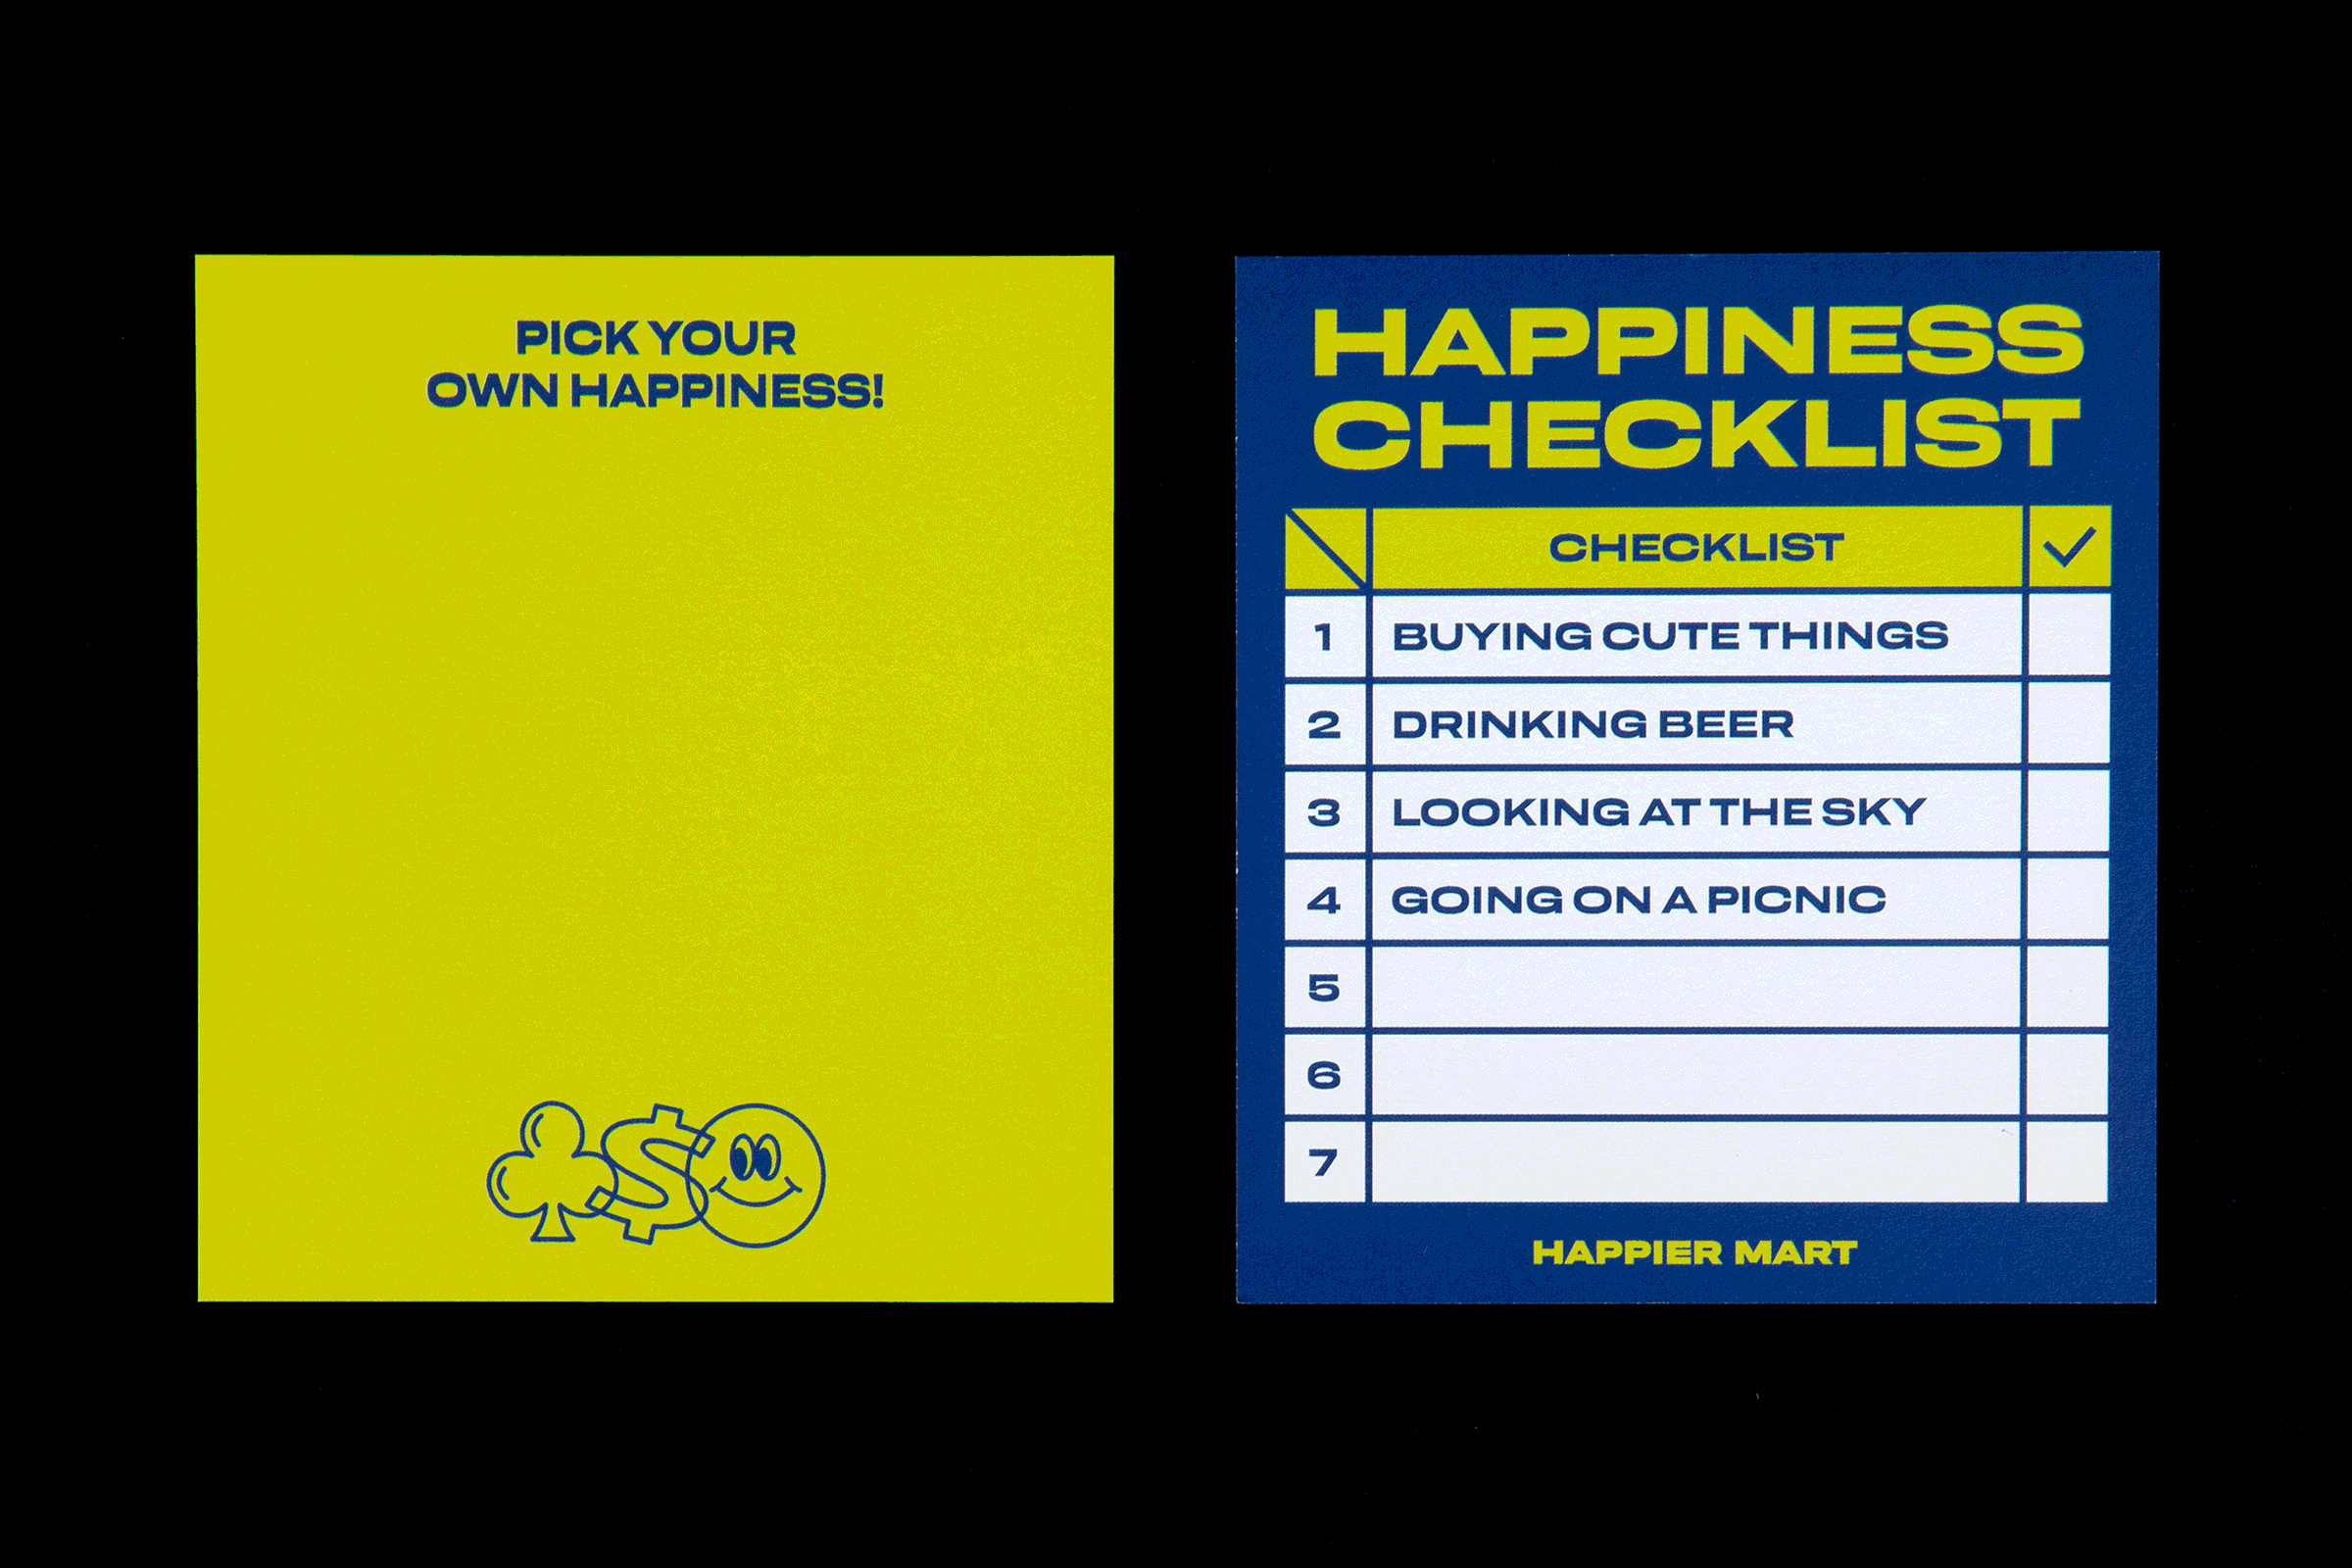 PICK YOUR
OWN HAPPINESS!
HAPPINESS
CHECKLIST
CHECKLIST
1 BUYING CUTE THINGS
2 DRINKING BEER
3 LOOKING AT THE SKY
4 GOING ON A PICNIC
5
6
7
HAPPIER MART